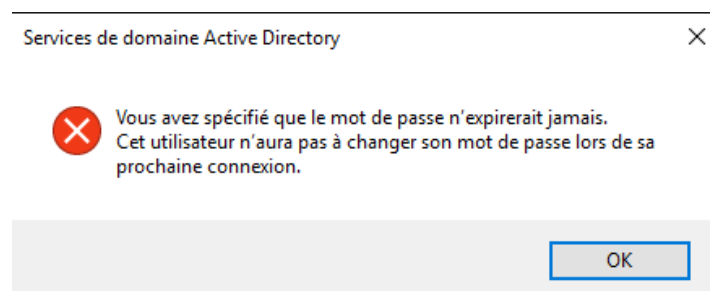 Services de domaine Active Directory
Vous avez spécifié que le mot de passe n'expirerait jamais.
Cet utilisateur n'aura pas à changer son mot de passe lors de sa
prochaine connexion.
OK